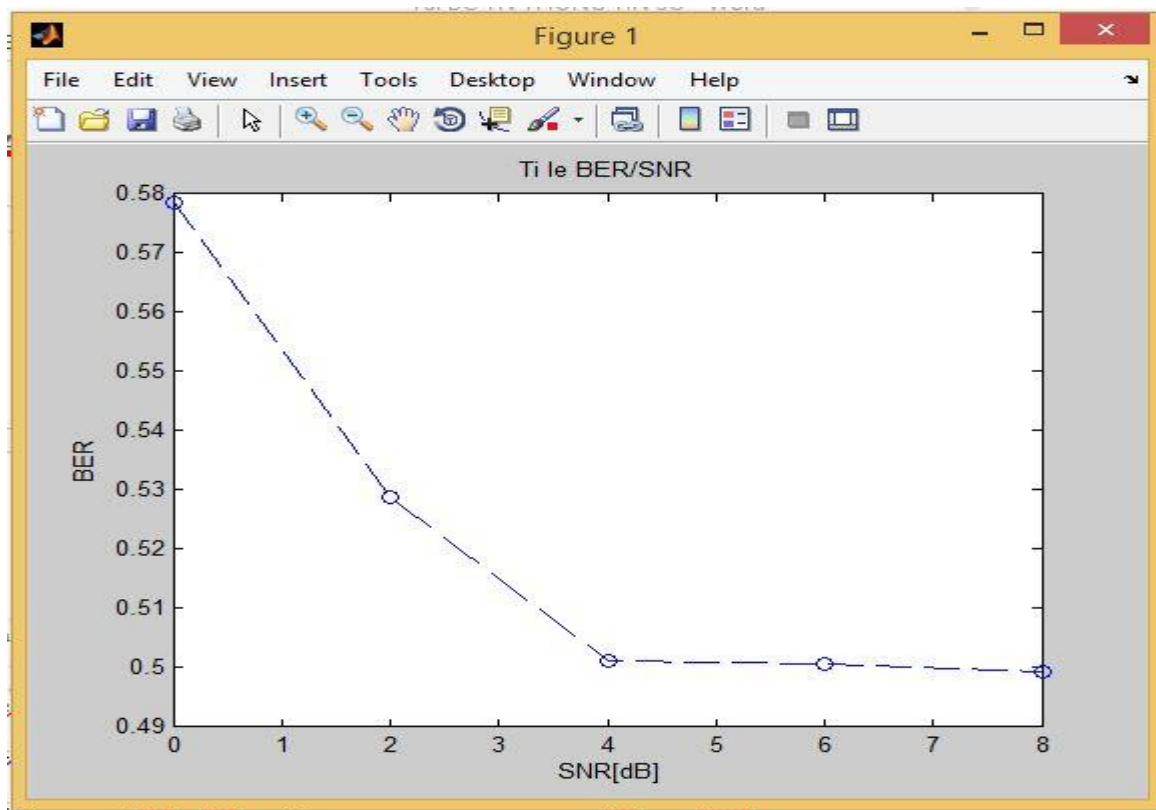 Figure 1
File Edit View Insert Tools Desktop Window Help
Ti le BER/SNR
0.58
0.57
0.56
0.55
0.54
0.53
0.52
0.51
0.5
0.49
BER
0 1 2 3 4 5 6 7 8
SNR[dB]